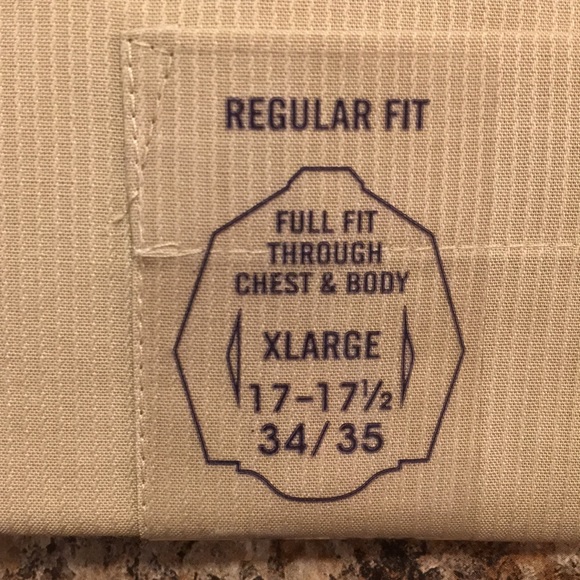 REGULAR FIT
FULL FIT
THROUGH
CHEST & BODY
XLARGE
17-17½
34/35